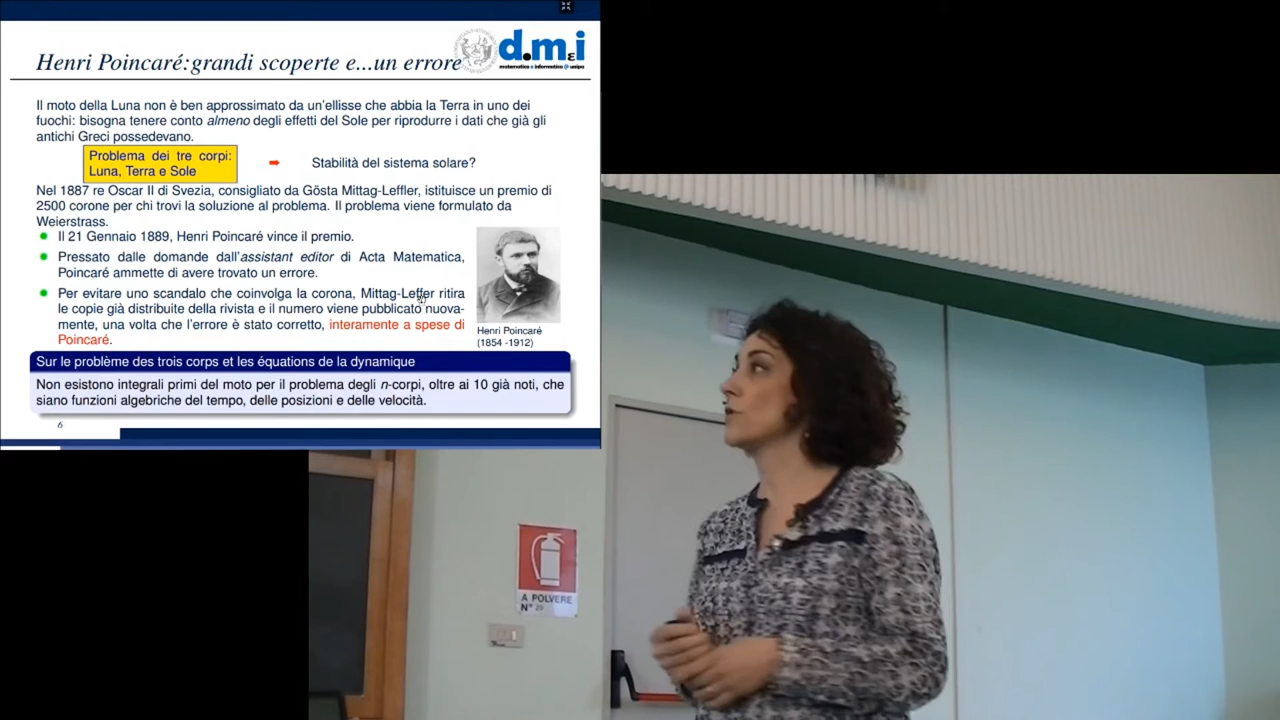 Henri Poincaré:grandi scoperte e...un errore
d.mεi
matematica e informatica @ unipa
Il moto della Luna non è ben approssimato da un'ellisse che abbia la Terra in uno dei
fuochi: bisogna tenere conto almeno degli effetti del Sole per riprodurre i dati che già gli
antichi Greci possedevano.
Problema dei tre corpi:
Luna, Terra e Sole
Stabilità del sistema solare?
Nel 1887 re Oscar II di Svezia, consigliato da Gösta Mittag-Leffler, istituisce un premio di
2500 corone per chi trovi la soluzione al problema. Il problema viene formulato da
Weierstrass.
Il 21 Gennaio 1889, Henri Poincaré vince il premio.
Pressato dalle domande dall'assistant editor di Acta Matematica,
Poincaré ammette di avere trovato un errore.
Per evitare uno scandalo che coinvolga la corona, Mittag-Leffer ritira
le copie già distribuite della rivista e il numero viene pubblicato nuova-
mente, una volta che l'errore è stato corretto, interamente a spese di
Poincaré.
Henri Poincaré
(1854 -1912)
Sur le problème des trois corps et les équations de la dynamique
Non esistono integrali primi del moto per il problema degli n-corpi, oltre ai 10 già noti, che
siano funzioni algebriche del tempo, delle posizioni e delle velocità.
6
A POLVERE
N° 29